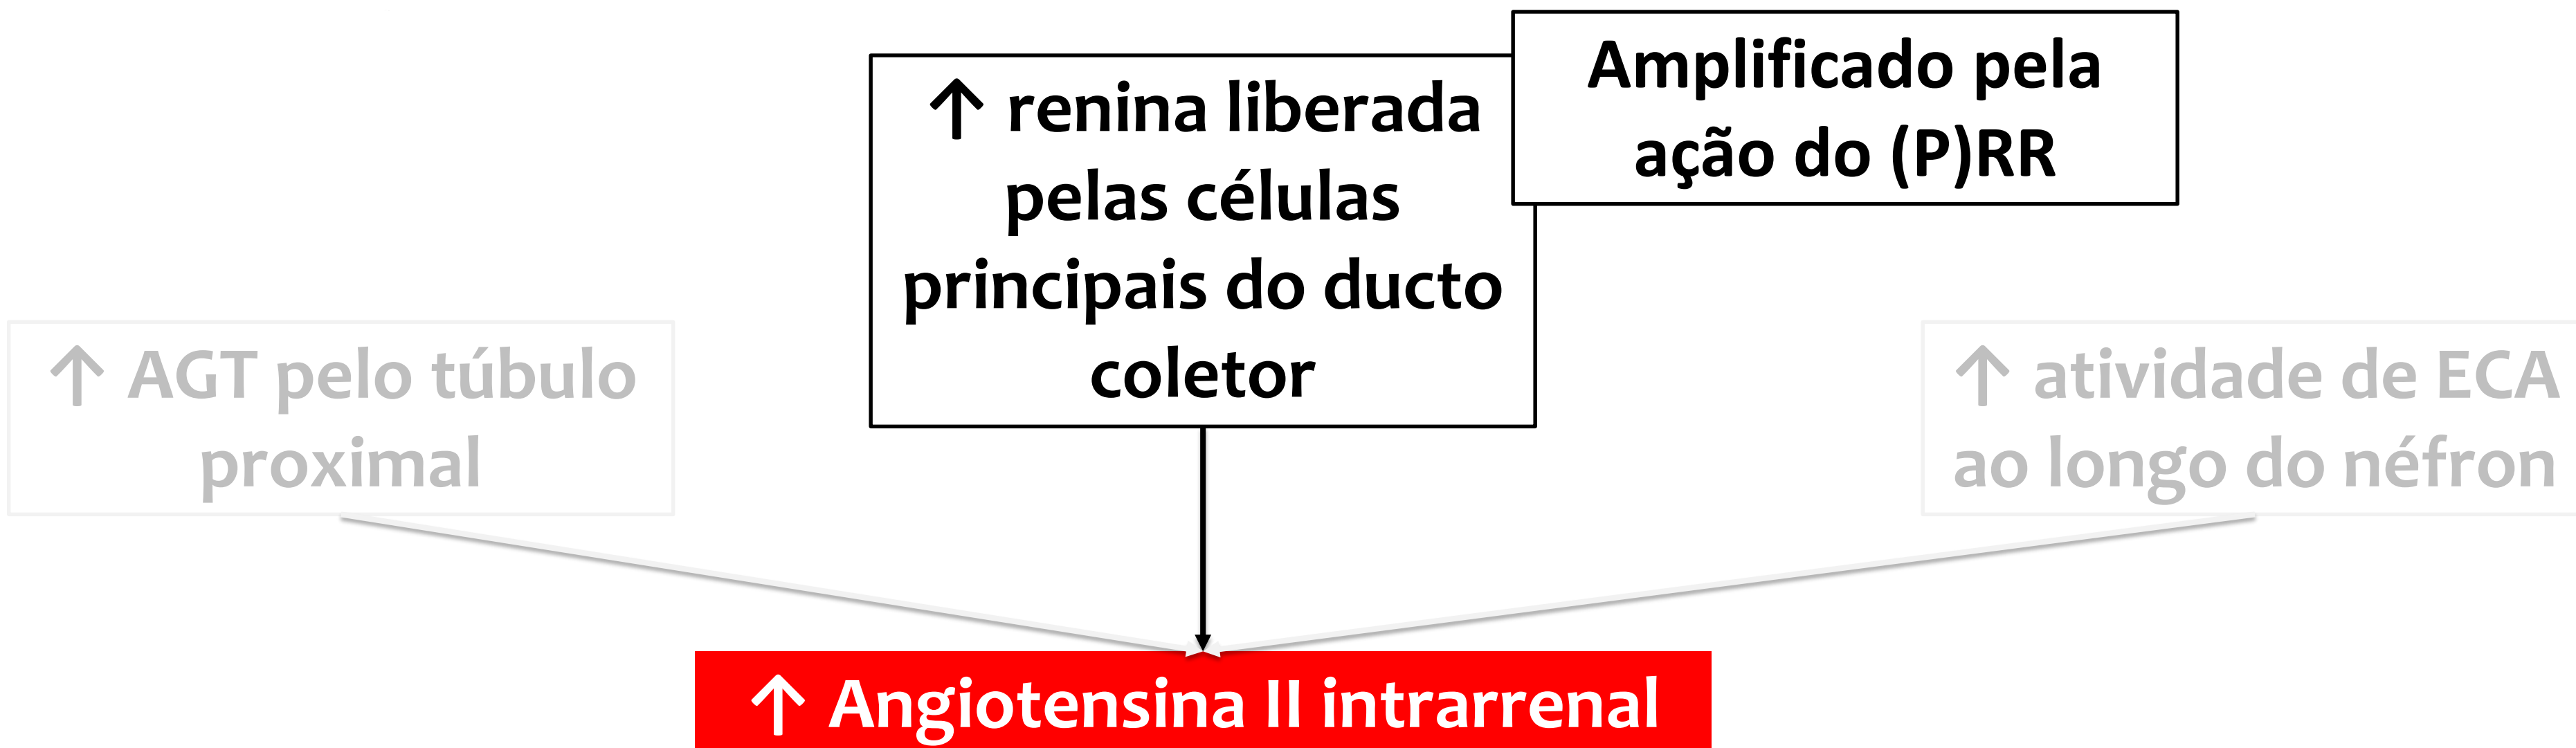 Amplificado pela
ação do (P)RR
↑ renina liberada
pelas células
principais do ducto
coletor
↑ AGT pelo túbulo
proximal
↑ atividade de ECA
ao longo do néfron
↑ Angiotensina II intrarrenal